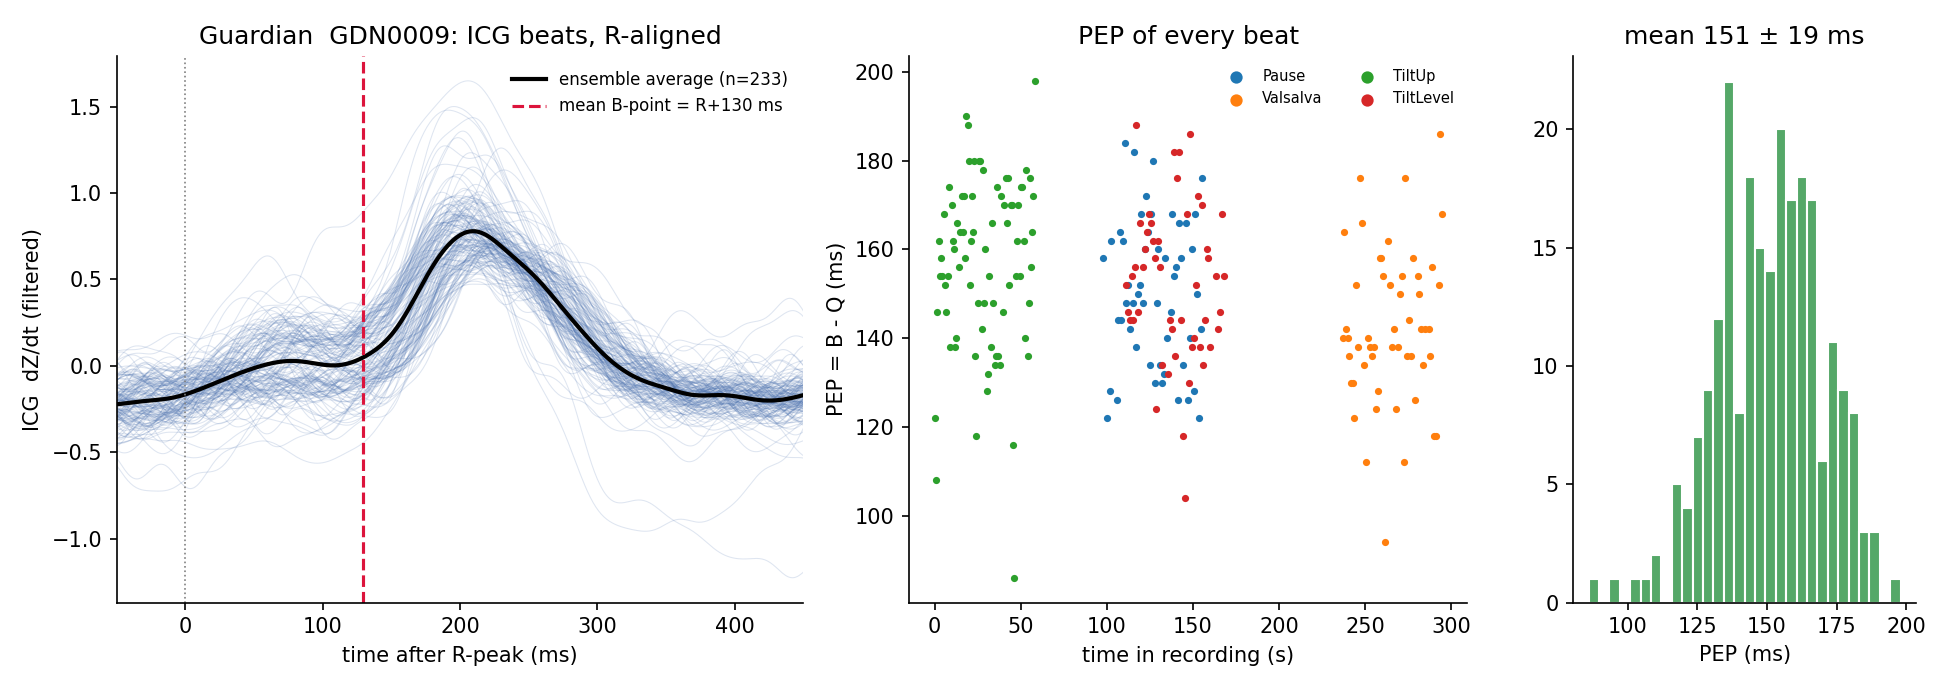 Guardian  GDN0009: ICG beats, R-aligned
ensemble average (n=233)
mean B-point = R+130 ms
ICG  dZ/dt (filtered)
1.5
1.0
0.5
0.0
−0.5
−1.0
0
100
200
300
400
time after R-peak (ms)
PEP of every beat
Pause
Valsalva
TiltUp
TiltLevel
PEP = B - Q (ms)
200
180
160
140
120
100
0
50
100
150
200
250
300
time in recording (s)
mean 151 ± 19 ms
20
15
10
5
0
100
125
150
175
200
PEP (ms)